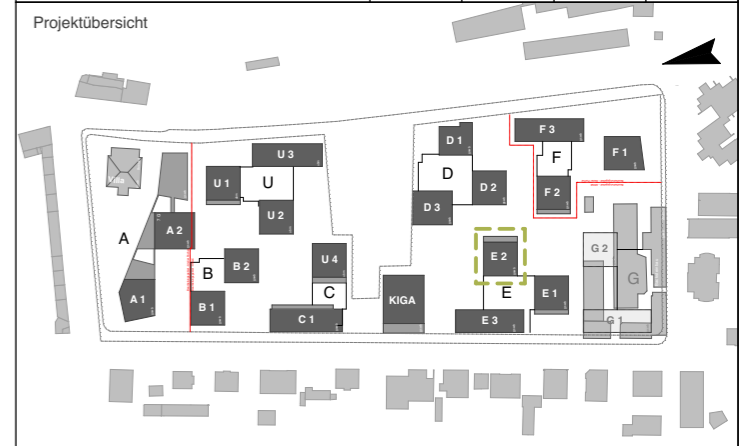 Projektübersicht
D 1
F 3
U 3
F 1
F
D
Villa
U 1
U
D 2
F 2
D 3
U 2
A 2
A
E 2
G 2
U 4
B 2
B
G
A 1
C
KIGA
E
E 1
B 1
C 1
E 3
G 1